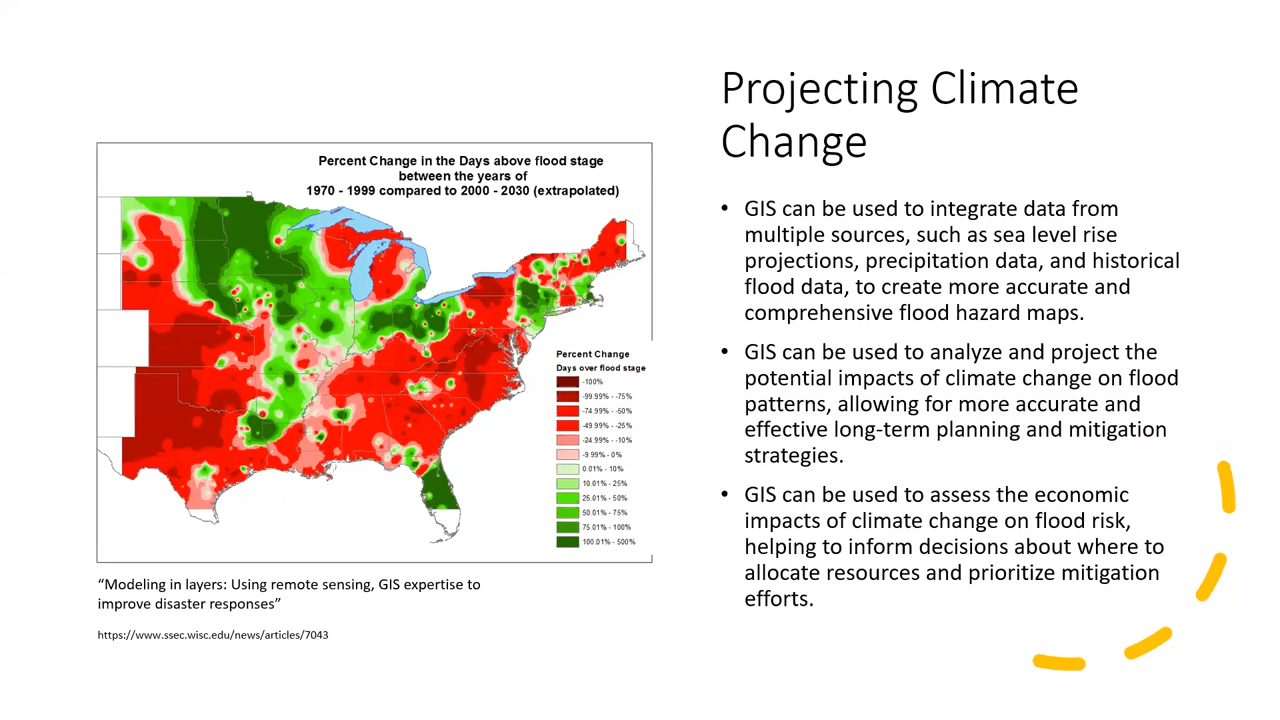 Projecting Climate
Change
Percent Change in the Days above flood stage
between the years of
1970 - 1999 compared to 2000 - 2030 (extrapolated)
Percent Change
Days over flood stage
-100%
-99.99% - -75%
-74.99% - -50%
-49.99% - -25%
-24.99% - -10%
-9.99% - 0%
0.01% - 10%
10.01% - 25%
25.01% - 50%
50.01% - 75%
75.01% - 100%
100.01% - 500%
“Modeling in layers: Using remote sensing, GIS expertise to
improve disaster responses”
https://www.ssec.wisc.edu/news/articles/7043
• GIS can be used to integrate data from
multiple sources, such as sea level rise
projections, precipitation data, and historical
flood data, to create more accurate and
comprehensive flood hazard maps.
• GIS can be used to analyze and project the
potential impacts of climate change on flood
patterns, allowing for more accurate and
effective long-term planning and mitigation
strategies.
• GIS can be used to assess the economic
impacts of climate change on flood risk,
helping to inform decisions about where to
allocate resources and prioritize mitigation
efforts.